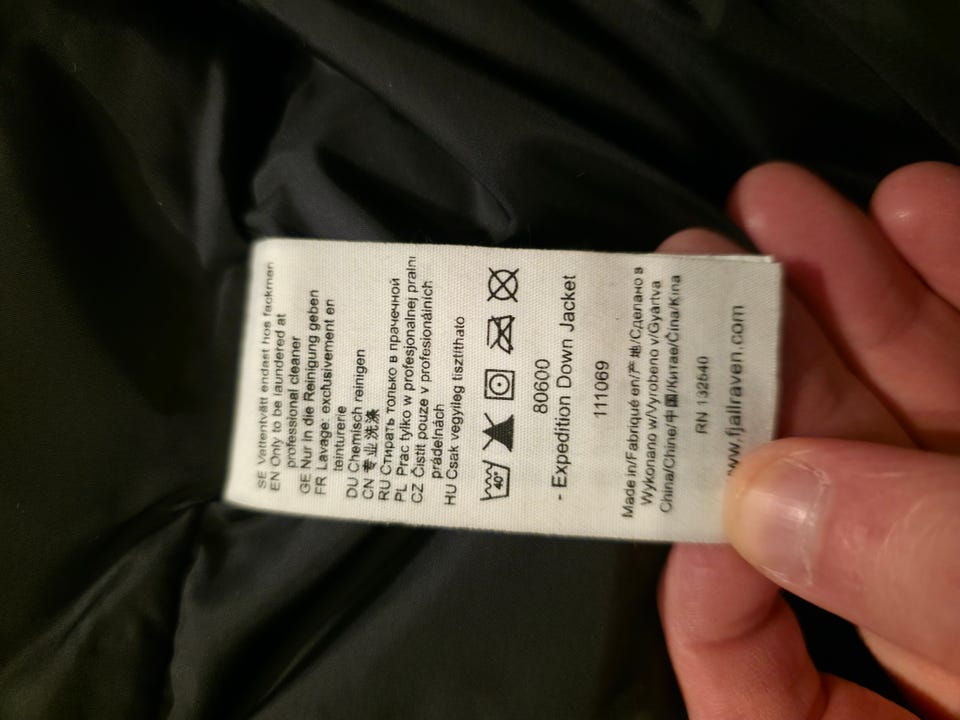 SE Vattentvätt endast hos fackman
EN Only to be laundered at
professional cleaner
GE Nur in die Reinigung geben
FR Lavage: exclusivement en
teinturerie
DU Chemisch reinigen
CN 专业洗涤
RU Стирать только в прачечной
PL Prac tylko w profesjonalnej pralni
CZ Čistit pouze v profesionálních
prádelnách
HU Csak vegyileg tisztítható
40°
80600
- Expedition Down Jacket
111069
Made in/Fabriqué en/产地/Сделано в
Wykonano w/Vyrobeno v/Gyártva
China/Chine/中国/Китае/Čína/Kína
RN 132640
www.fjallraven.com